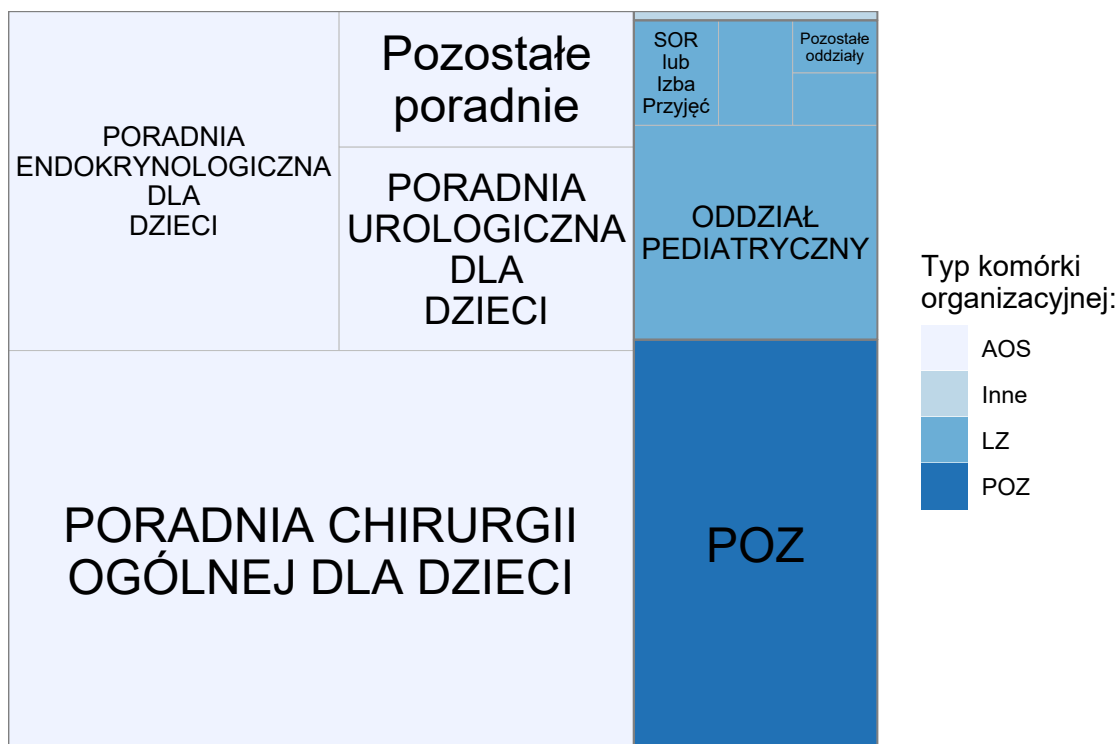 PORADNIA
ENDOKRYNOLOGICZNA
DLA
DZIECI
Pozostałe
poradnie
PORADNIA
UROLOGICZNA
DLA
DZIECI
PORADNIA CHIRURGII
OGÓLNEJ DLA DZIECI
SOR
lub
Izba
Przyjęć
Pozostałe
oddziały
ODDZIAŁ
PEDIATRYCZNY
POZ
Typ komórki
organizacyjnej:
AOS
Inne
LZ
POZ